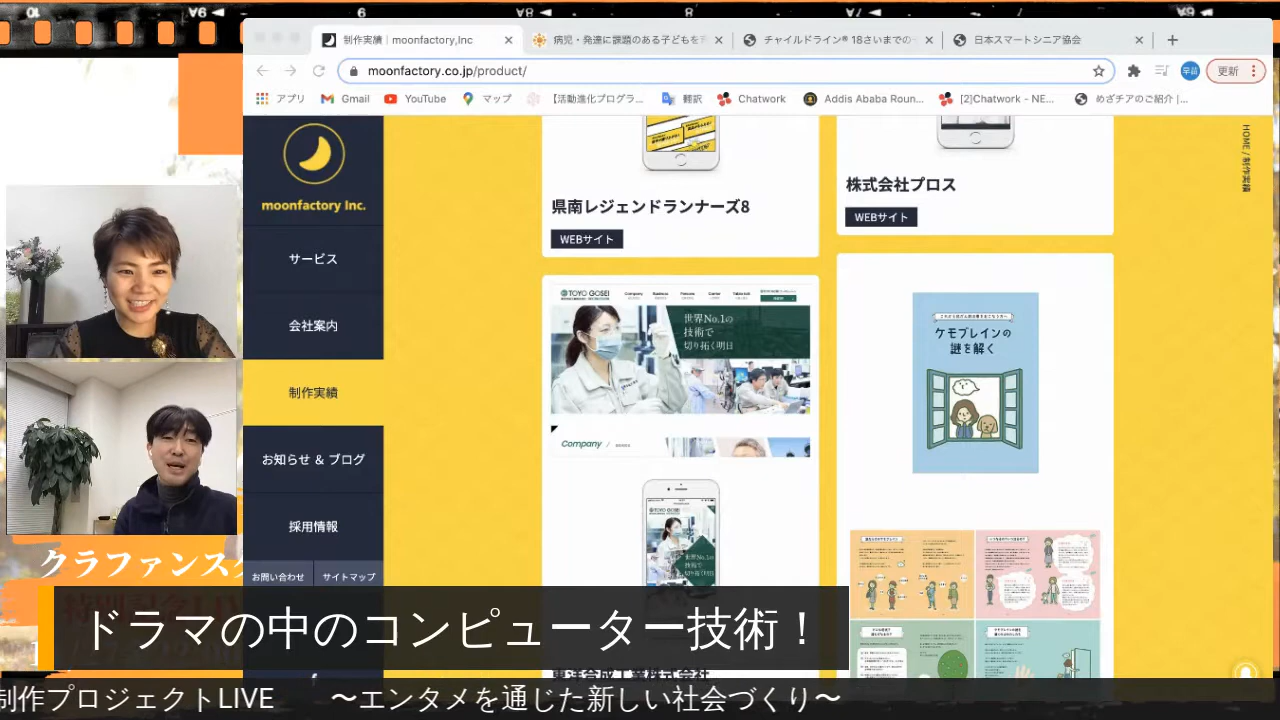 制作実績｜moonfactory,Inc
病児・発達に課題のある子どもを
チャイルドライン® 18さいまでの
日本スマートシニア協会
moonfactory.co.jp/product/
早苗
更新
アプリ
Gmail
YouTube
マップ
【活動進化プログラ...
翻訳
Chatwork
Addis Ababa Roun...
[2]Chatwork - NE...
めざチアのご紹介 |...
moonfactory Inc.
サービス
会社案内
制作実績
お知らせ & ブログ
採用情報
お問い合わせ
サイトマップ
HOME / 制作実績
県南レジェンドランナーズ8
WEBサイト
株式会社プロス
WEBサイト
TOYO GOSEI
世界No.1の
技術で
切り拓く明日
Company
ケモブレインの
謎を解く
クラファンス
ドラマの中のコンピューター技術！
制作プロジェクトLIVE　　〜エンタメを通じた新しい社会づくり〜